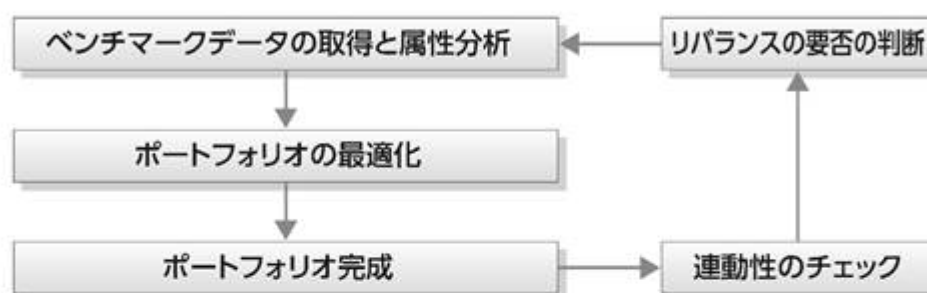 ベンチマークデータの取得と属性分析
リバランスの要否の判断
ポートフォリオの最適化
ポートフォリオ完成
連動性のチェック